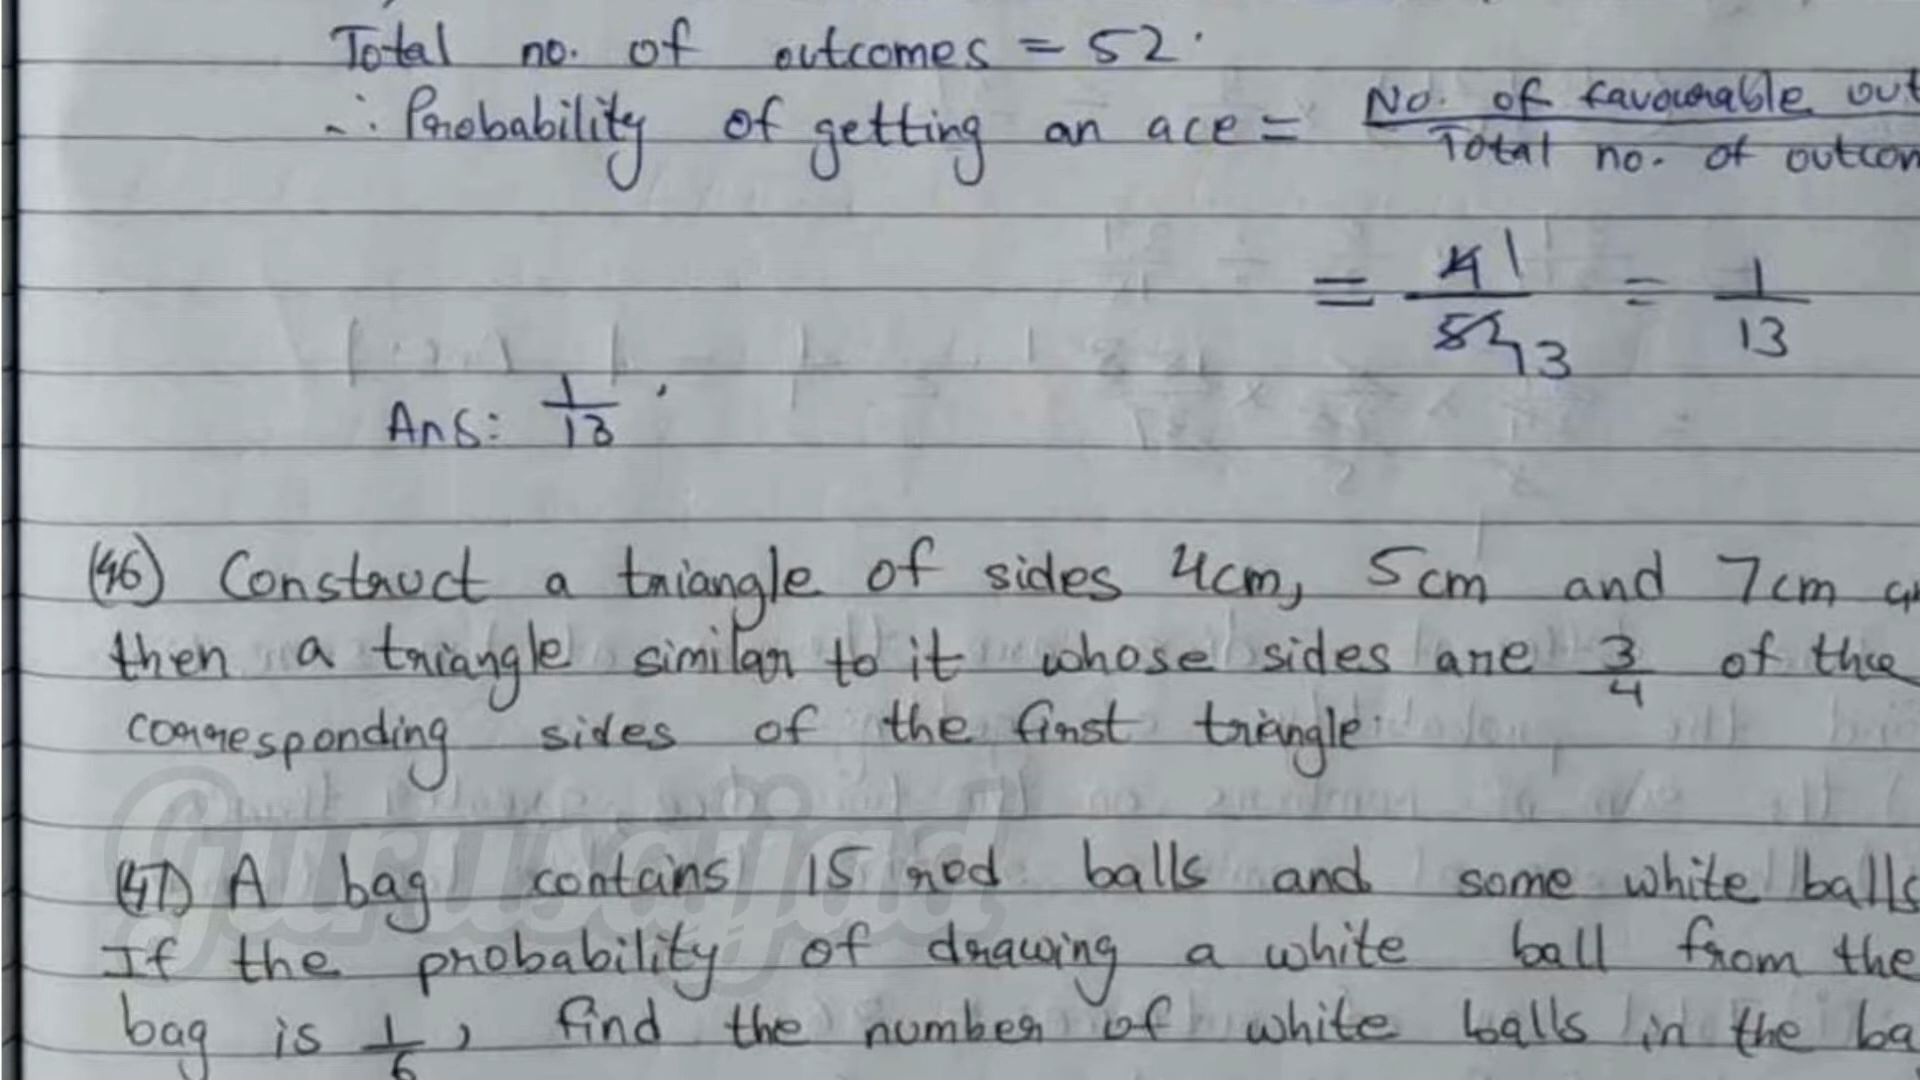 Total no. of outcomes = 52.
∴ Probability of getting an ace = No. of favourable out
Total no. of outcom
= 4 1 / 52 13 = 1/13
Ans: 1/13.
(46) Construct a triangle of sides 4cm, 5cm and 7cm an
then a triangle similar to it whose sides are 3/4 of the
corresponding sides of the first triangle.
(47) A bag contains 15 red balls and some white balls
If the probability of drawing a white ball from the
bag is 1/6, find the number of white balls in the ba
Gurusajjad